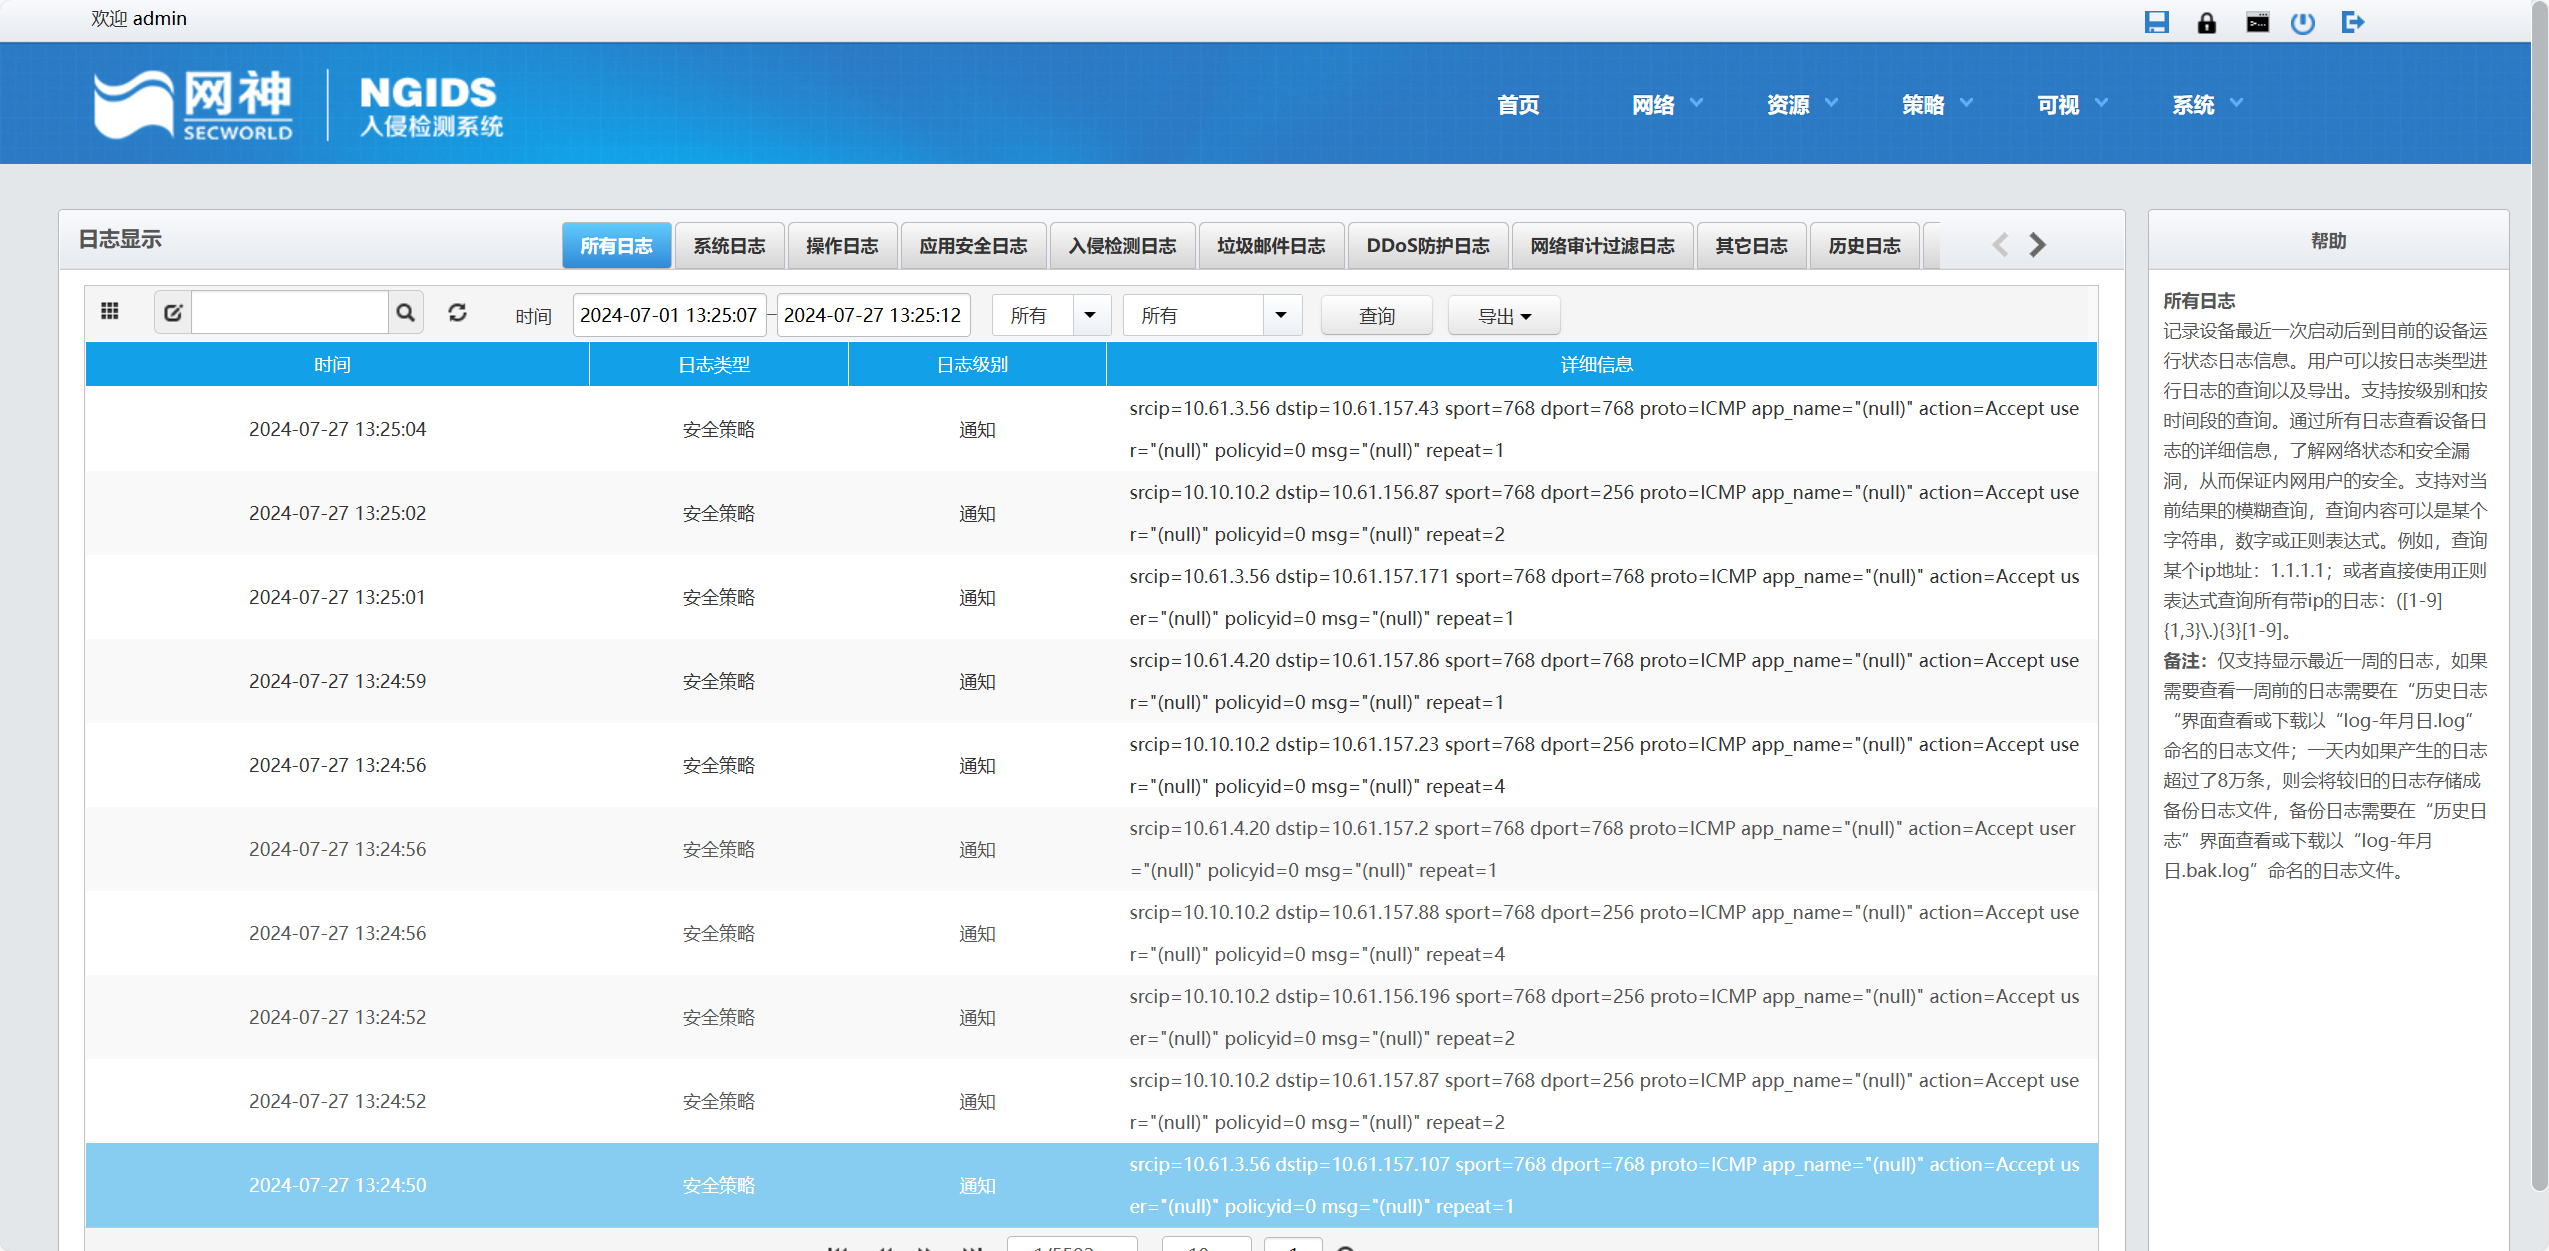 欢迎 admin
网神
SECWORLD
NGIDS
入侵检测系统
首页 网络 资源 策略 可视 系统
日志显示
所有日志 系统日志 操作日志 应用安全日志 入侵检测日志 垃圾邮件日志 DDoS防护日志 网络审计过滤日志 其它日志 历史日志
时间 2024-07-01 13:25:07 – 2024-07-27 13:25:12 所有 所有 查询 导出
时间 日志类型 日志级别 详细信息
2024-07-27 13:25:04 安全策略 通知 srcip=10.61.3.56 dstip=10.61.157.43 sport=768 dport=768 proto=ICMP app_name="(null)" action=Accept use
r="(null)" policyid=0 msg="(null)" repeat=1
2024-07-27 13:25:02 安全策略 通知 srcip=10.10.10.2 dstip=10.61.156.87 sport=768 dport=256 proto=ICMP app_name="(null)" action=Accept use
r="(null)" policyid=0 msg="(null)" repeat=2
2024-07-27 13:25:01 安全策略 通知 srcip=10.61.3.56 dstip=10.61.157.171 sport=768 dport=768 proto=ICMP app_name="(null)" action=Accept us
er="(null)" policyid=0 msg="(null)" repeat=1
2024-07-27 13:24:59 安全策略 通知 srcip=10.61.4.20 dstip=10.61.157.86 sport=768 dport=768 proto=ICMP app_name="(null)" action=Accept use
r="(null)" policyid=0 msg="(null)" repeat=1
2024-07-27 13:24:56 安全策略 通知 srcip=10.10.10.2 dstip=10.61.157.23 sport=768 dport=256 proto=ICMP app_name="(null)" action=Accept use
r="(null)" policyid=0 msg="(null)" repeat=4
2024-07-27 13:24:56 安全策略 通知 srcip=10.61.4.20 dstip=10.61.157.2 sport=768 dport=768 proto=ICMP app_name="(null)" action=Accept user
="(null)" policyid=0 msg="(null)" repeat=1
2024-07-27 13:24:56 安全策略 通知 srcip=10.10.10.2 dstip=10.61.157.88 sport=768 dport=256 proto=ICMP app_name="(null)" action=Accept use
r="(null)" policyid=0 msg="(null)" repeat=4
2024-07-27 13:24:52 安全策略 通知 srcip=10.10.10.2 dstip=10.61.156.196 sport=768 dport=256 proto=ICMP app_name="(null)" action=Accept us
er="(null)" policyid=0 msg="(null)" repeat=2
2024-07-27 13:24:52 安全策略 通知 srcip=10.10.10.2 dstip=10.61.157.87 sport=768 dport=256 proto=ICMP app_name="(null)" action=Accept use
r="(null)" policyid=0 msg="(null)" repeat=2
2024-07-27 13:24:50 安全策略 通知 srcip=10.61.3.56 dstip=10.61.157.107 sport=768 dport=768 proto=ICMP app_name="(null)" action=Accept us
er="(null)" policyid=0 msg="(null)" repeat=1
帮助
所有日志
记录设备最近一次启动后到目前的设备运
行状态日志信息。用户可以按日志类型进
行日志的查询以及导出。支持按级别和按
时间段的查询。通过所有日志查看设备日
志的详细信息，了解网络状态和安全漏
洞，从而保证内网用户的安全。支持对当
前结果的模糊查询，查询内容可以是某个
字符串，数字或正则表达式。例如，查询
某个ip地址：1.1.1.1；或者直接使用正则
表达式查询所有带ip的日志：([1-9]
{1,3}\.){3}[1-9]。
备注：仅支持显示最近一周的日志，如果
需要查看一周前的日志需要在“历史日志
“界面查看或下载以“log-年月日.log”
命名的日志文件；一天内如果产生的日志
超过了8万条，则会将较旧的日志存储成
备份日志文件，备份日志需要在“历史日
志”界面查看或下载以“log-年月
日.bak.log”命名的日志文件。